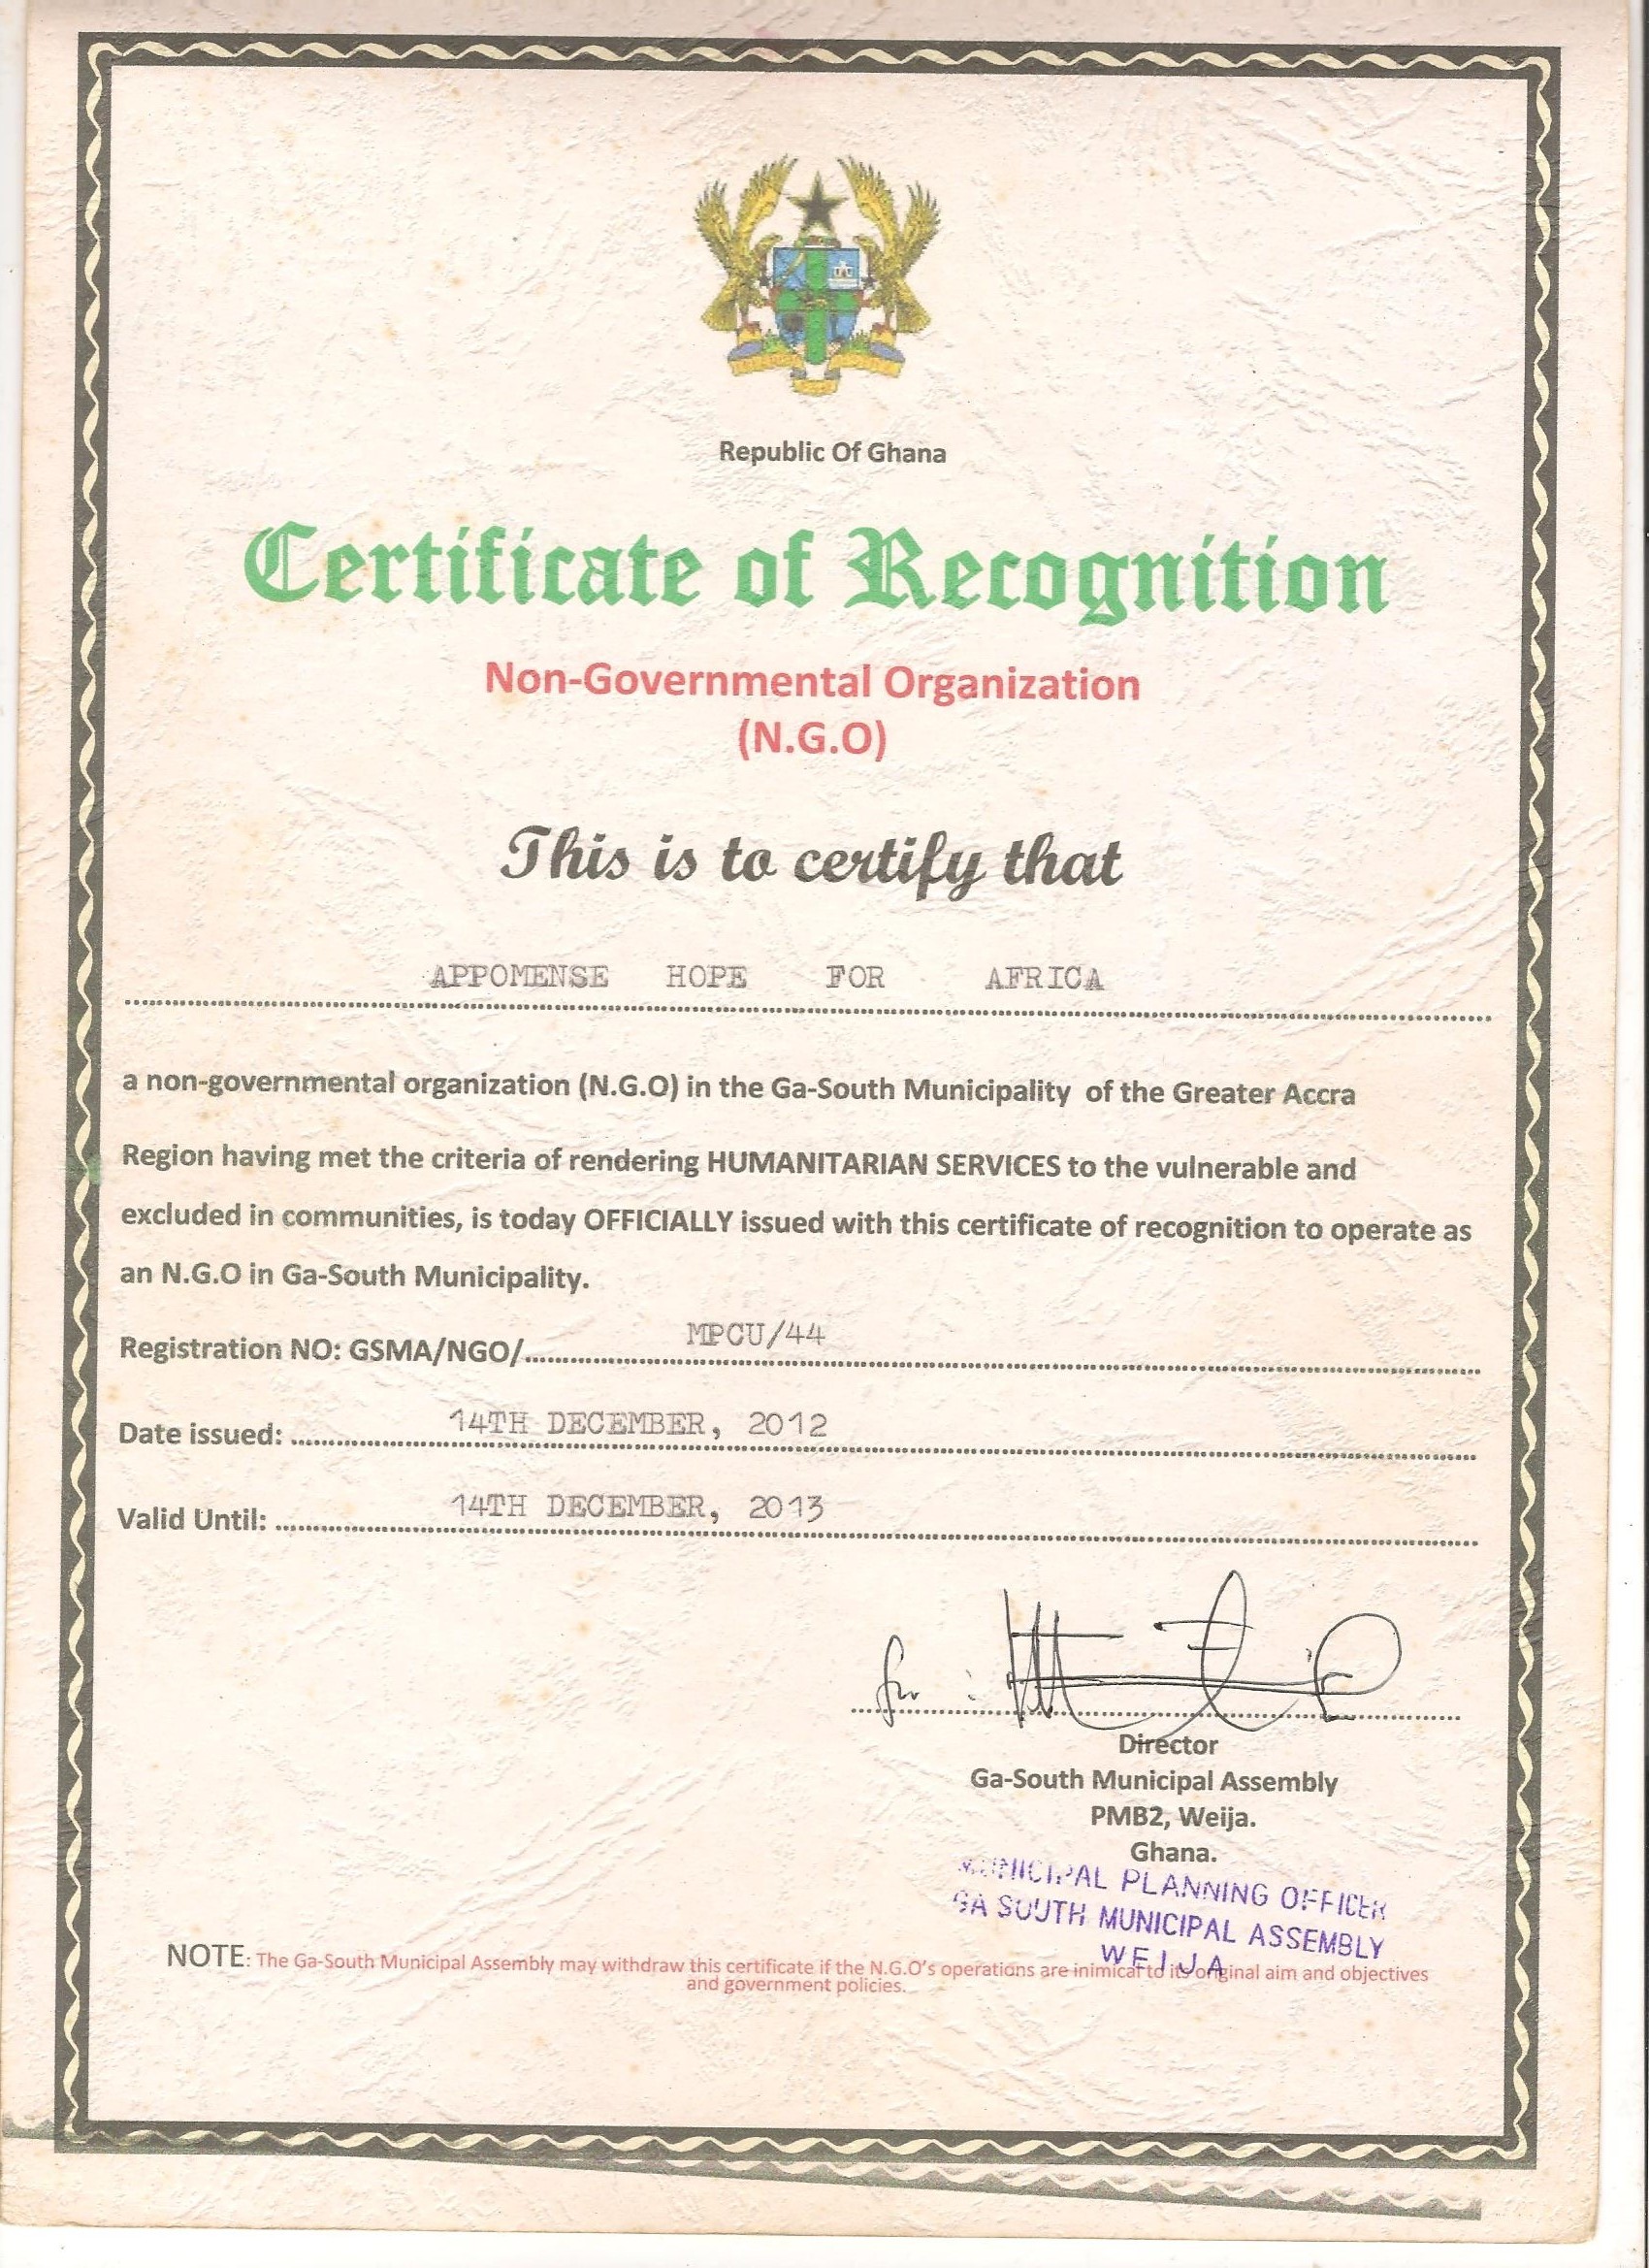 Republic Of Ghana
Certificate of Recognition
Non-Governmental Organization
(N.G.O)
This is to certify that
APPOMENSE HOPE FOR AFRICA
a non-governmental organization (N.G.O) in the Ga-South Municipality of the Greater Accra
Region having met the criteria of rendering HUMANITARIAN SERVICES to the vulnerable and
excluded in communities, is today OFFICIALLY issued with this certificate of recognition to operate as
an N.G.O in Ga-South Municipality.
Registration NO: GSMA/NGO/ MPCU/44
Date issued: 14TH DECEMBER, 2012
Valid Until: 14TH DECEMBER, 2013
for :
Director
Ga-South Municipal Assembly
PMB2, Weija.
Ghana.
MUNICIPAL PLANNING OFFICER
GA SOUTH MUNICIPAL ASSEMBLY
WEIJA
NOTE: The Ga-South Municipal Assembly may withdraw this certificate if the N.G.O's operations are inimical to its original aim and objectives
and government policies.